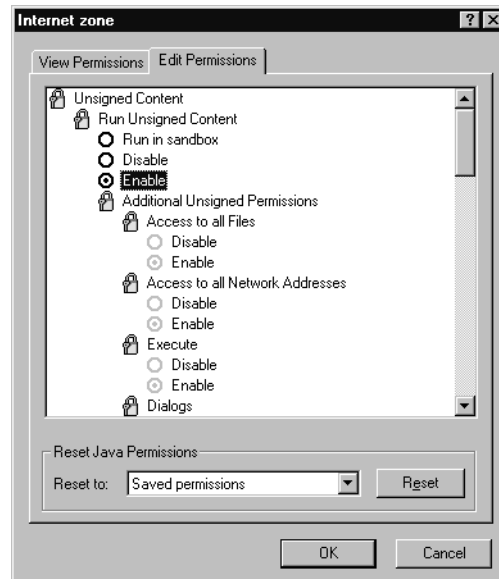 Internet zone
View Permissions Edit Permissions
Unsigned Content
Run Unsigned Content
Run in sandbox
Disable
Enable
Additional Unsigned Permissions
Access to all Files
Disable
Enable
Access to all Network Addresses
Disable
Enable
Execute
Disable
Enable
Dialogs
Reset Java Permissions
Reset to: Saved permissions Reset
OK Cancel